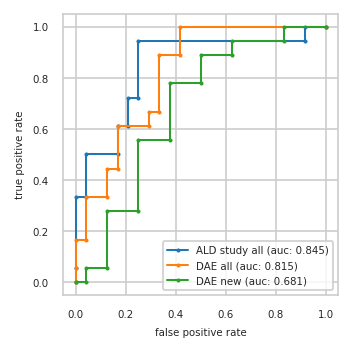 1.0
0.8
0.6
0.4
0.2
0.0
true positive rate
ALD study all (auc: 0.845)
DAE all (auc: 0.815)
DAE new (auc: 0.681)
0.0 0.2 0.4 0.6 0.8 1.0
false positive rate